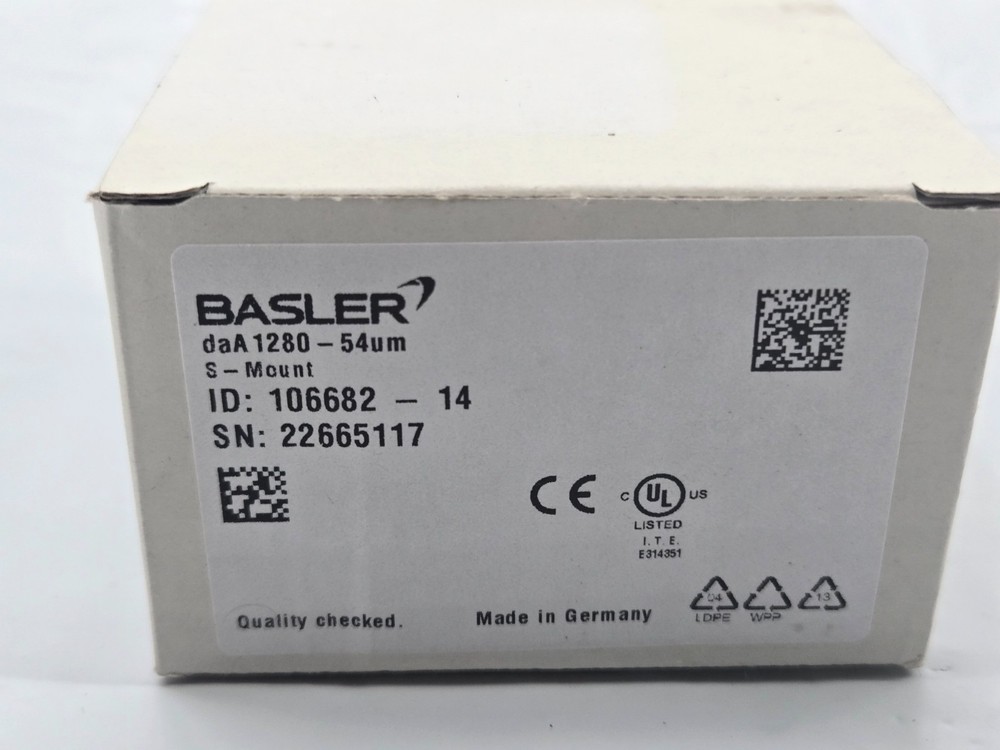 BASLER
daA1280-54um
S-Mount
ID: 106682 - 14
SN: 22665117
CE
C UL US
LISTED
I.T.E.
E314351
04
13
LDPE
WPP
Quality checked.
Made in Germany